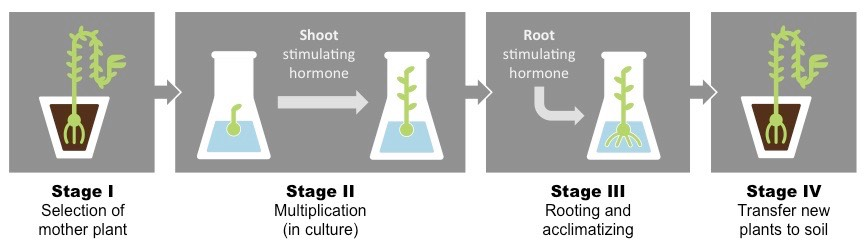 Shoot
stimulating
hormone
Root
stimulating
hormone
Stage I
Selection of
mother plant
Stage II
Multiplication
(in culture)
Stage III
Rooting and
acclimatizing
Stage IV
Transfer new
plants to soil